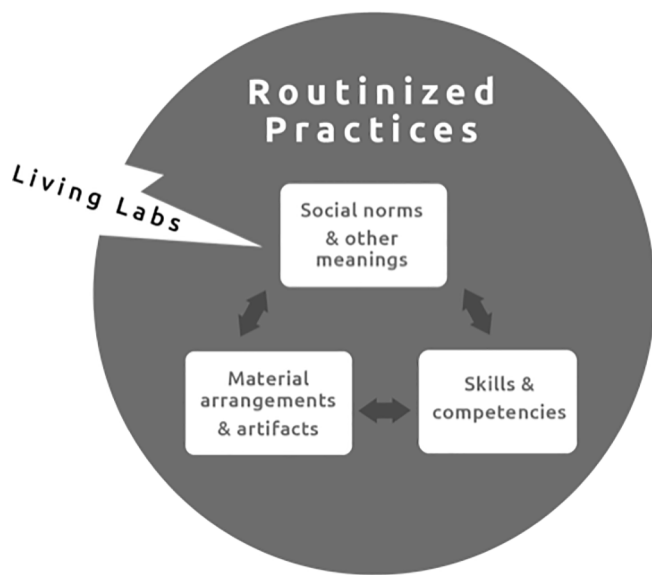 Routinized
Practices
Living Labs
Social norms
& other
meanings
Material
arrangements
& artifacts
Skills &
competencies